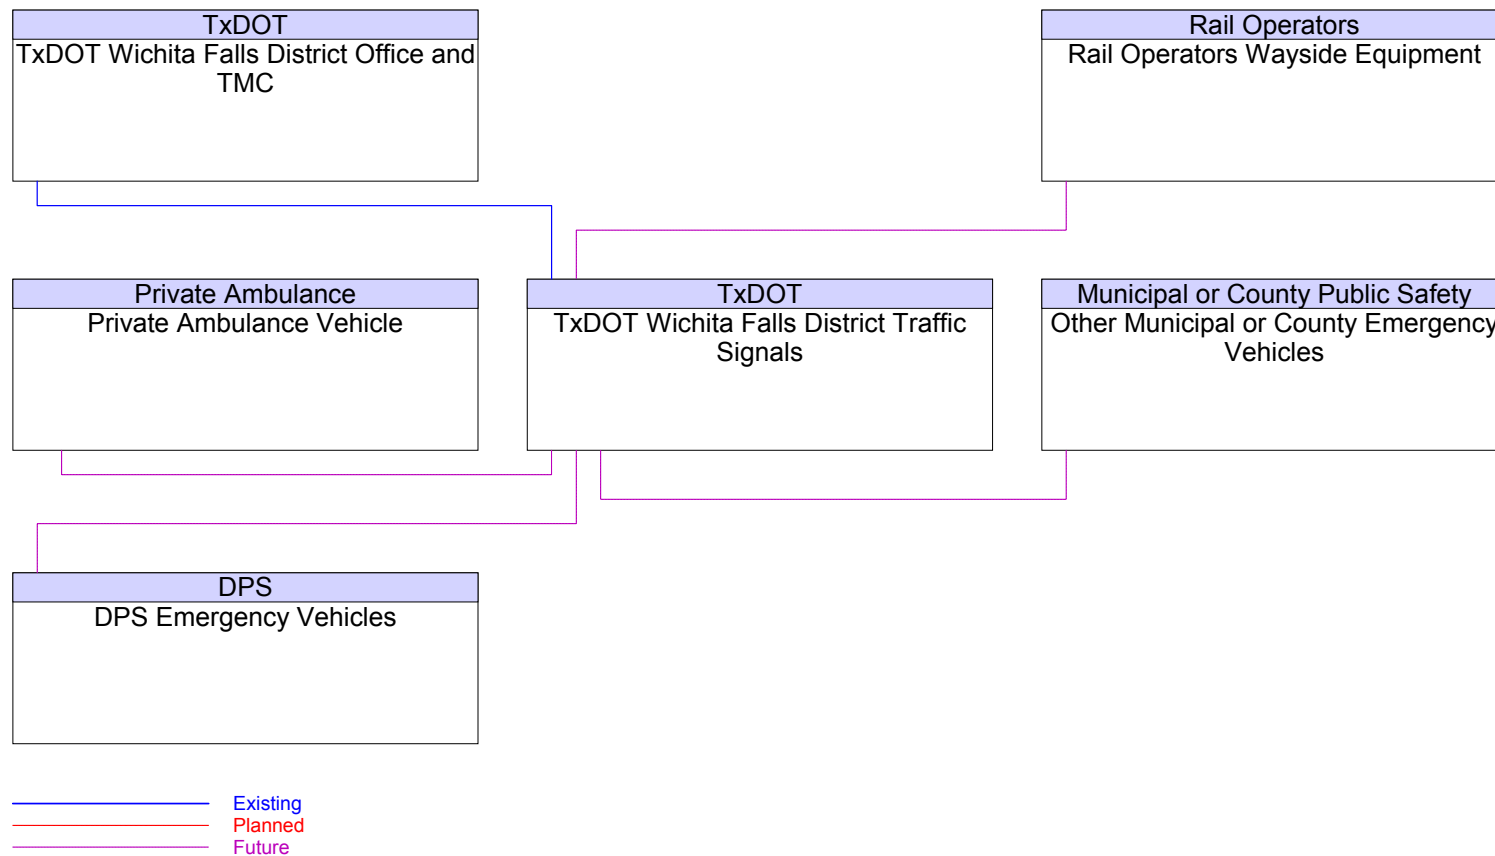 TxDOT
TxDOT Wichita Falls District Office and
TMC
Rail Operators
Rail Operators Wayside Equipment
Private Ambulance
Private Ambulance Vehicle
TxDOT
TxDOT Wichita Falls District Traffic
Signals
Municipal or County Public Safety
Other Municipal or County Emergency
Vehicles
DPS
DPS Emergency Vehicles
Existing
Planned
Future